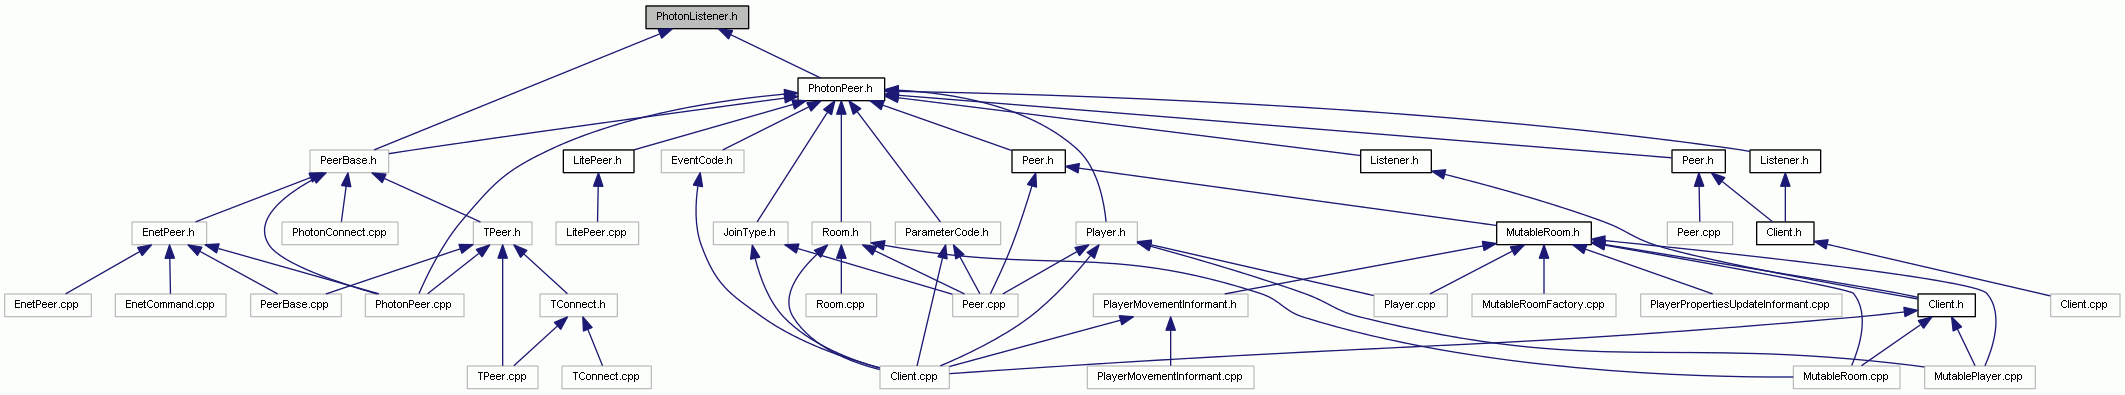 PhotonListener.h
PhotonPeer.h
PeerBase.h
LitePeer.h
EventCode.h
Peer.h
Listener.h
Peer.h
Listener.h
EnetPeer.h
PhotonConnect.cpp
TPeer.h
LitePeer.cpp
JoinType.h
Room.h
ParameterCode.h
Player.h
MutableRoom.h
Peer.cpp
Client.h
EnetPeer.cpp
EnetCommand.cpp
PeerBase.cpp
PhotonPeer.cpp
TConnect.h
Room.cpp
Peer.cpp
PlayerMovementInformant.h
Player.cpp
MutableRoomFactory.cpp
PlayerPropertiesUpdateInformant.cpp
Client.h
Client.cpp
TPeer.cpp
TConnect.cpp
Client.cpp
PlayerMovementInformant.cpp
MutableRoom.cpp
MutablePlayer.cpp